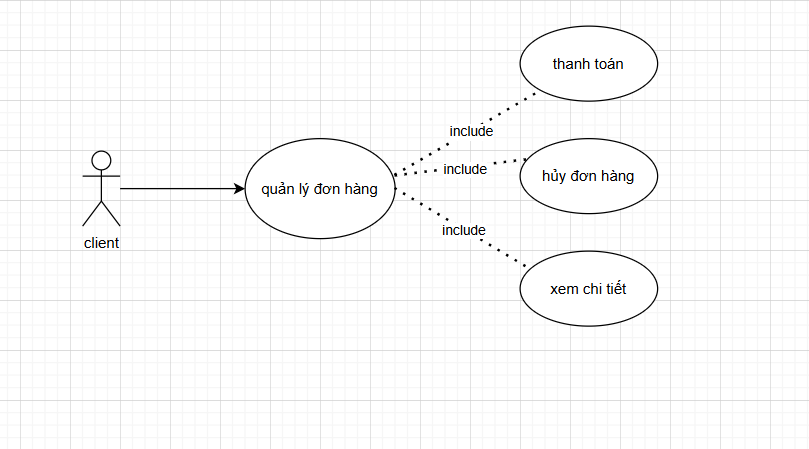 thanh toán
include
include
hủy đơn hàng
quản lý đơn hàng
include
client
xem chi tiết